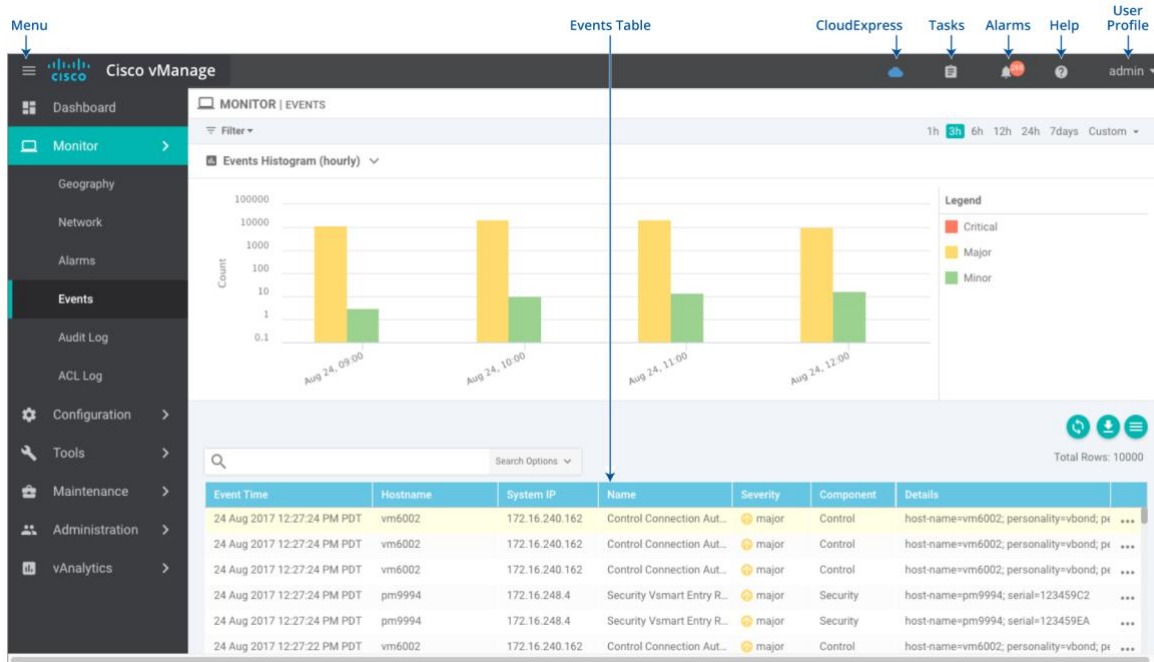 Menu
Events Table
CloudExpress
Tasks
Alarms
Help
User
Profile
cisco
Cisco vManage
268
admin
Dashboard
Monitor
Geography
Network
Alarms
Events
Audit Log
ACL Log
Configuration
Tools
Maintenance
Administration
vAnalytics
MONITOR | EVENTS
Filter
1h 3h 6h 12h 24h 7days Custom
Events Histogram (hourly)
Count
100000
10000
1000
100
10
1
0.1
Aug 24, 09:00
Aug 24, 10:00
Aug 24, 11:00
Aug 24, 12:00
Legend
Critical
Major
Minor
Search Options
Total Rows: 10000
Event Time Hostname System IP Name Severity Component Details
24 Aug 2017 12:27:24 PM PDT vm6002 172.16.240.162 Control Connection Aut... major Control host-name=vm6002; personality=vbond; pe ...
24 Aug 2017 12:27:24 PM PDT vm6002 172.16.240.162 Control Connection Aut... major Control host-name=vm6002; personality=vbond; pe ...
24 Aug 2017 12:27:24 PM PDT vm6002 172.16.240.162 Control Connection Aut... major Control host-name=vm6002; personality=vbond; pe ...
24 Aug 2017 12:27:24 PM PDT pm9994 172.16.248.4 Security Vsmart Entry R... major Security host-name=pm9994; serial=123459C2 ...
24 Aug 2017 12:27:24 PM PDT pm9994 172.16.248.4 Security Vsmart Entry R... major Security host-name=pm9994; serial=123459EA ...
24 Aug 2017 12:27:22 PM PDT vm6002 172.16.240.162 Control Connection Aut... major Control host-name=vm6002; personality=vbond; pe ...